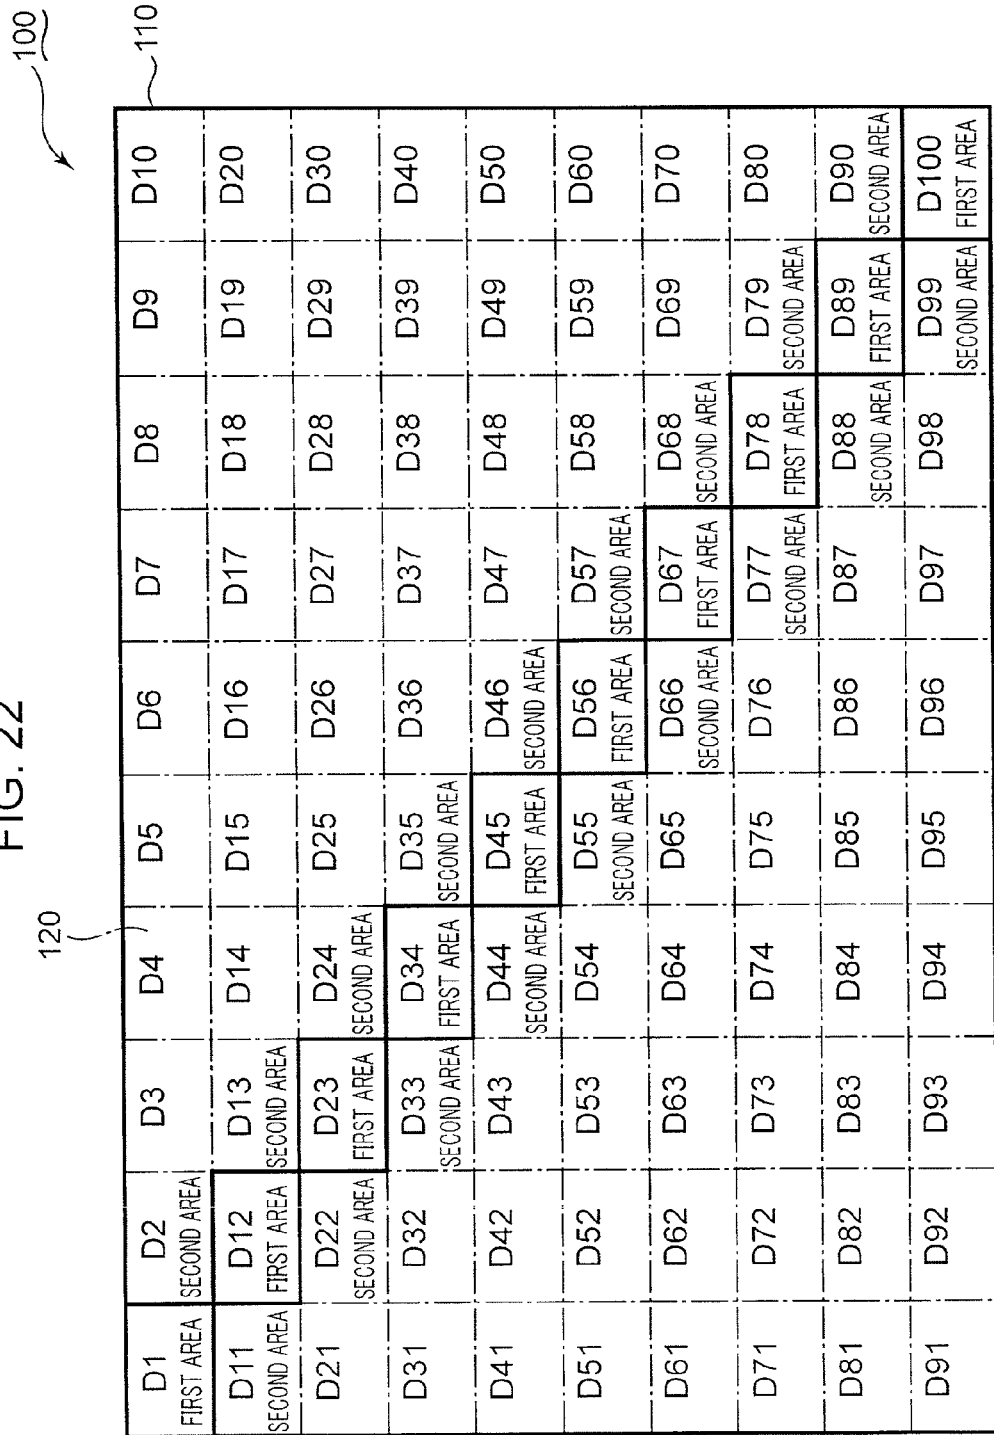 FIG. 22
100
120
110
D1 D2 D3 D4 D5 D6 D7 D8 D9 D10
FIRST AREA SECOND AREA
D11 D12 D13 D14 D15 D16 D17 D18 D19 D20
SECOND AREA FIRST AREA SECOND AREA
D21 D22 D23 D24 D25 D26 D27 D28 D29 D30
SECOND AREA FIRST AREA SECOND AREA
D31 D32 D33 D34 D35 D36 D37 D38 D39 D40
SECOND AREA FIRST AREA SECOND AREA
D41 D42 D43 D44 D45 D46 D47 D48 D49 D50
SECOND AREA FIRST AREA SECOND AREA
D51 D52 D53 D54 D55 D56 D57 D58 D59 D60
SECOND AREA FIRST AREA SECOND AREA
D61 D62 D63 D64 D65 D66 D67 D68 D69 D70
SECOND AREA FIRST AREA SECOND AREA
D71 D72 D73 D74 D75 D76 D77 D78 D79 D80
SECOND AREA FIRST AREA SECOND AREA
D81 D82 D83 D84 D85 D86 D87 D88 D89 D90
SECOND AREA FIRST AREA SECOND AREA
D91 D92 D93 D94 D95 D96 D97 D98 D99 D100
SECOND AREA FIRST AREA